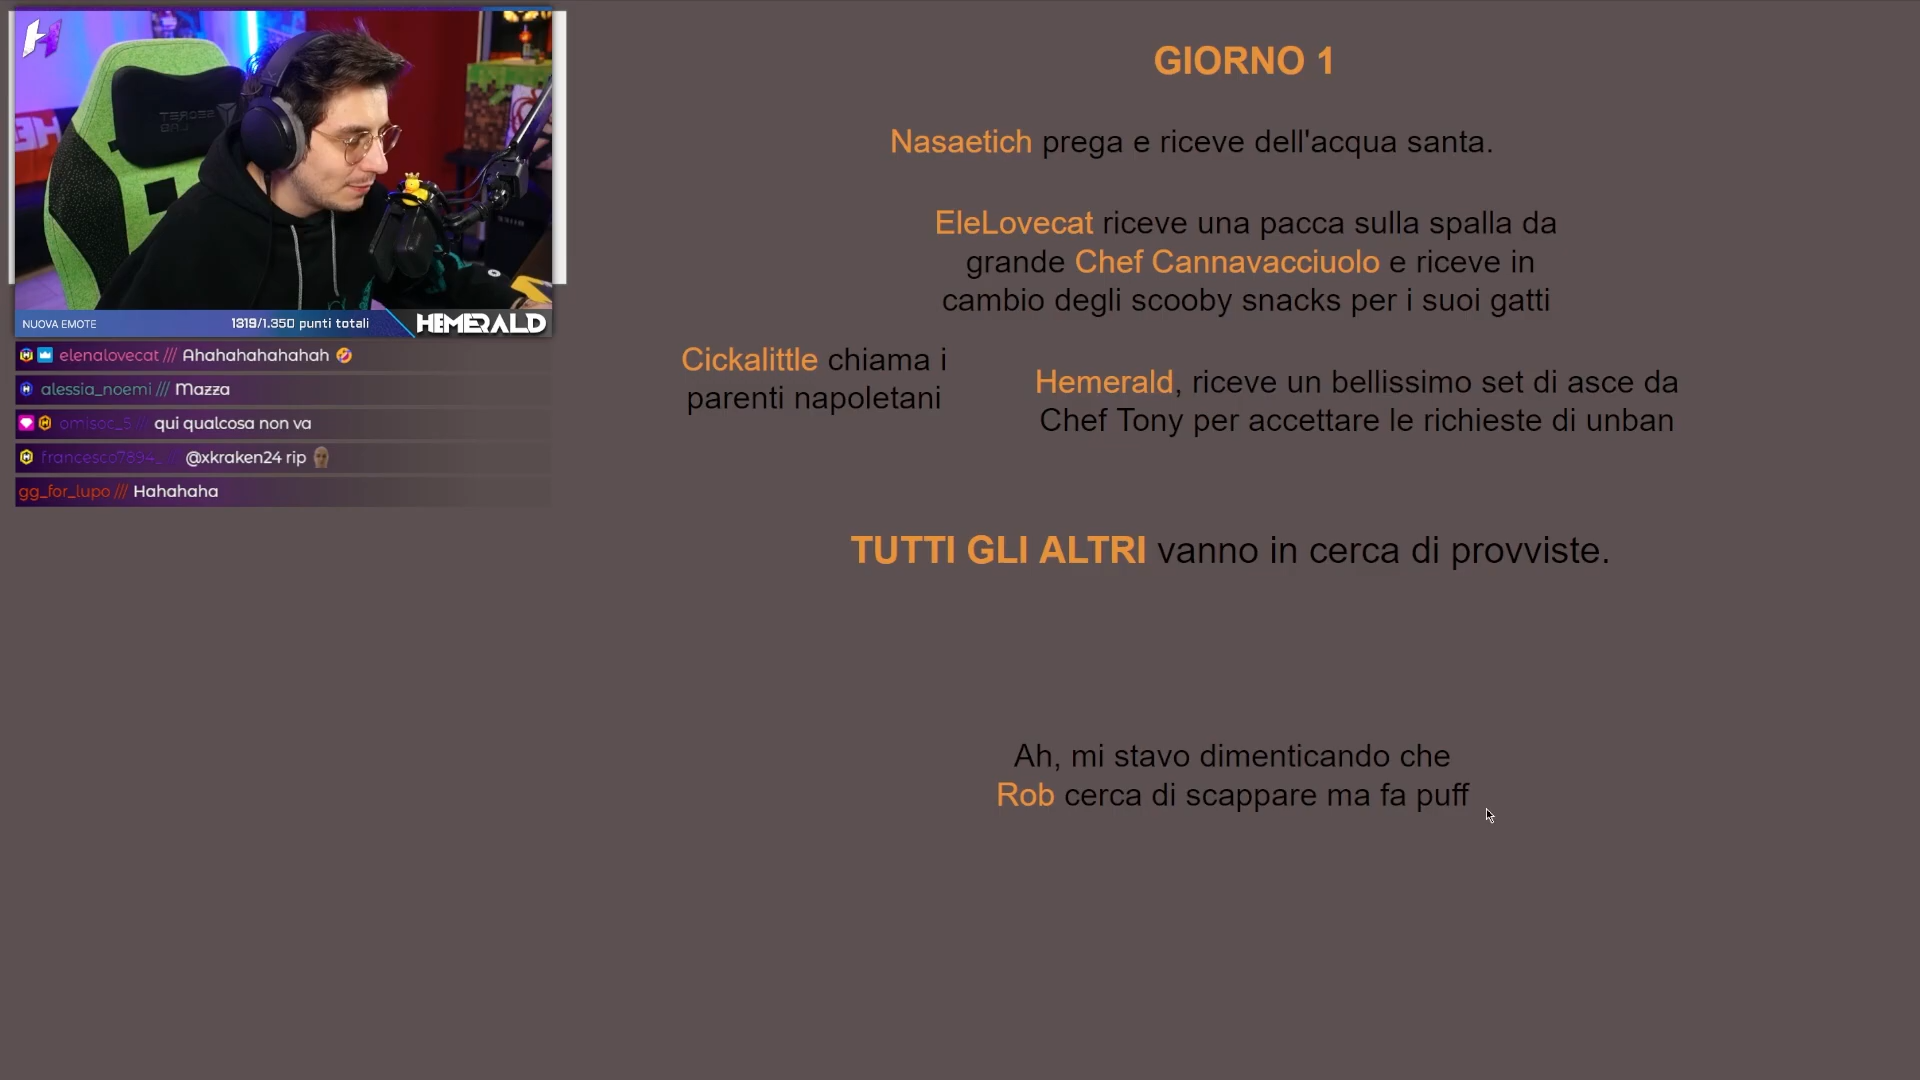 GIORNO 1
Nasaetich prega e riceve dell'acqua santa.
EleLovecat riceve una pacca sulla spalla da
grande Chef Cannavacciuolo e riceve in
cambio degli scooby snacks per i suoi gatti
Cickalittle chiama i
parenti napoletani
Hemerald, riceve un bellissimo set di asce da
Chef Tony per accettare le richieste di unban
TUTTI GLI ALTRI vanno in cerca di provviste.
Ah, mi stavo dimenticando che
Rob cerca di scappare ma fa puff
NUOVA EMOTE
1319/1.350 punti totali
HEMERALD
elenalovecat /// Ahahahahahahah 🤣
alessia_noemi /// Mazza
omisoc_5 /// qui qualcosa non va
francesco7894_ /// @xkraken24 rip
gg_for_lupo /// Hahahaha